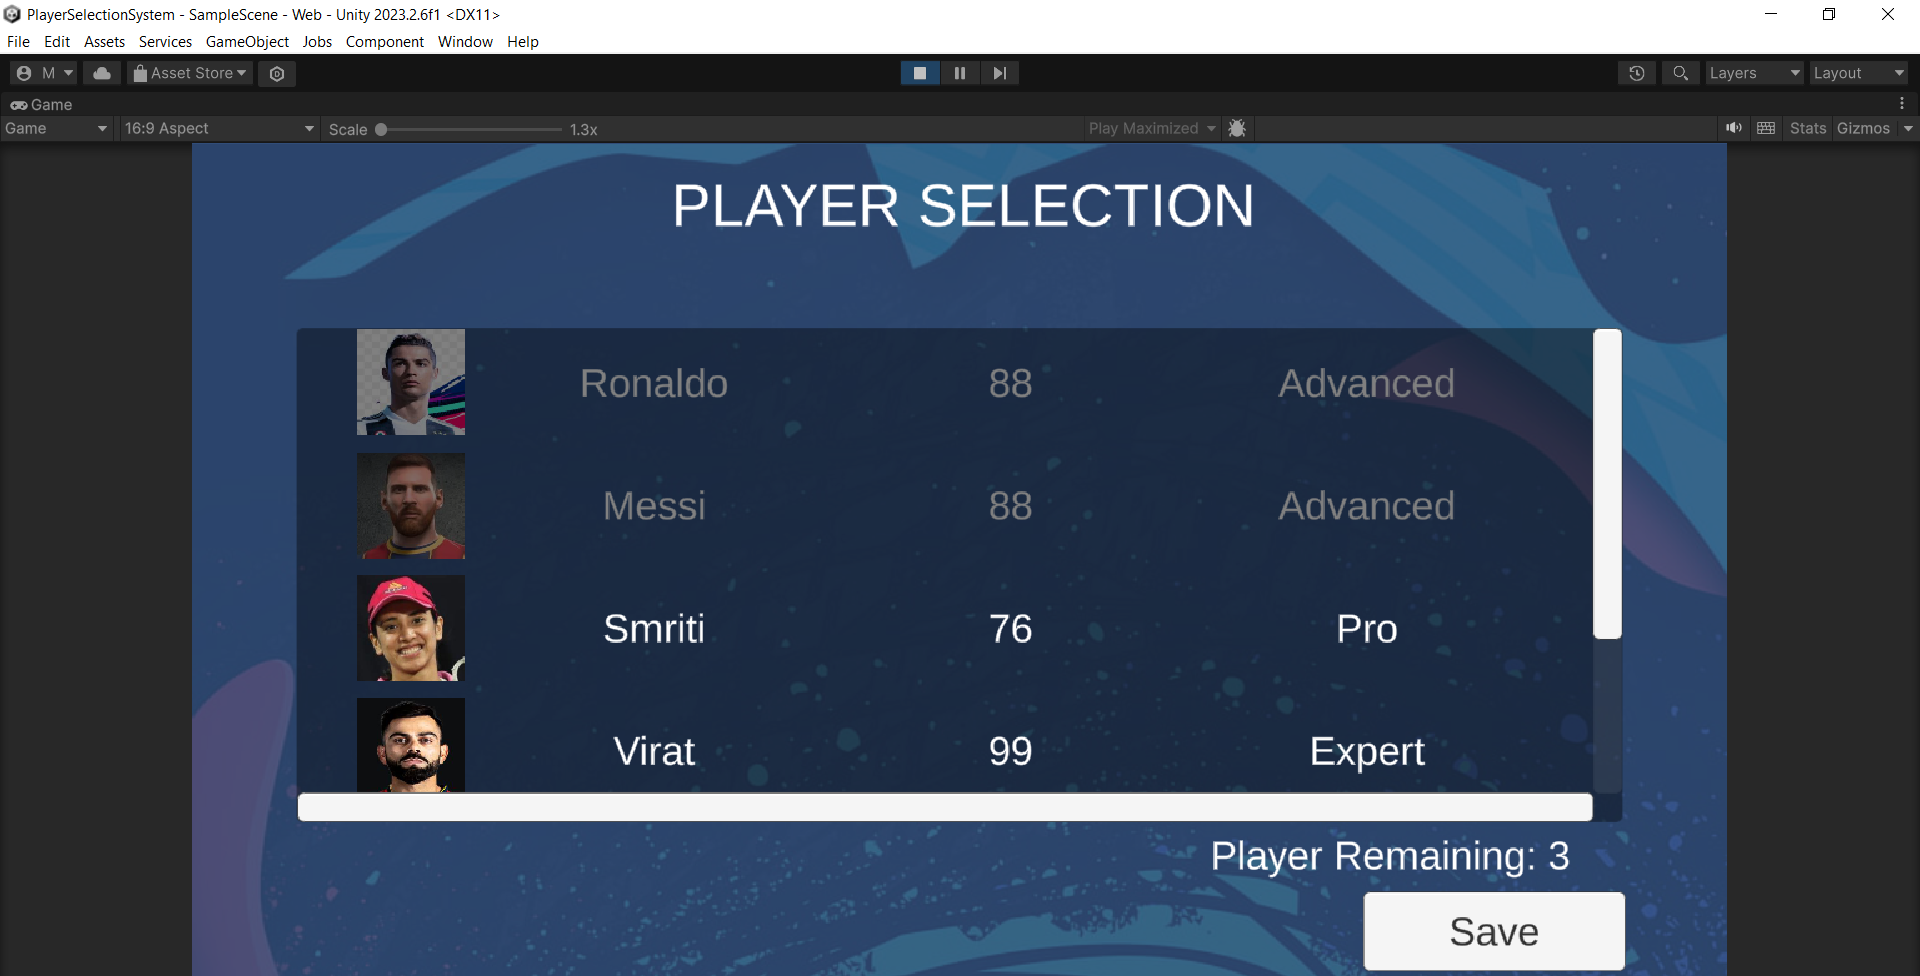 PlayerSelectionSystem - SampleScene - Web - Unity 2023.2.6f1 <DX11>
File Edit Assets Services GameObject Jobs Component Window Help
M Asset Store Layers Layout
Game
Game 16:9 Aspect Scale 1.3x Play Maximized Stats Gizmos
PLAYER SELECTION
Ronaldo 88 Advanced
Messi 88 Advanced
Smriti 76 Pro
Virat 99 Expert
Player Remaining: 3
Save